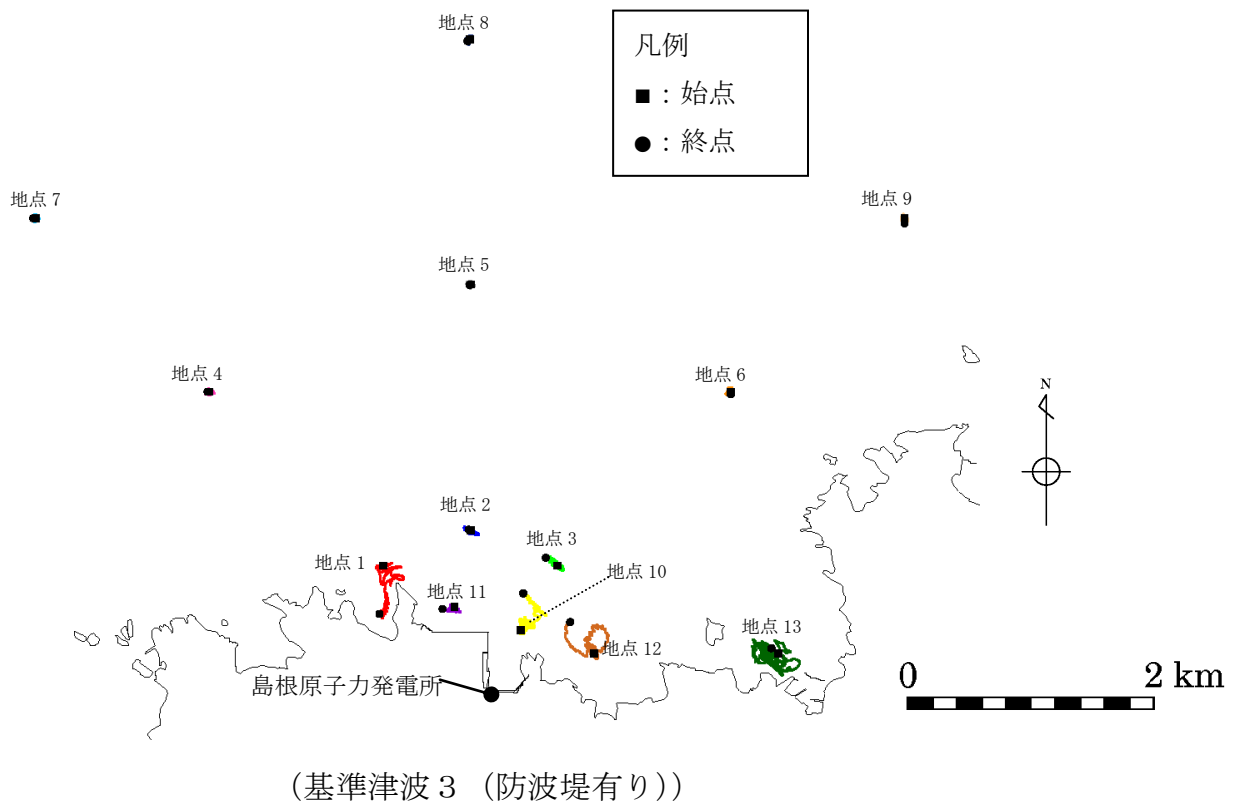 地点 8
凡例
■：始点
●：終点
地点 7
地点 9
地点 5
地点 4
地点 6
N
地点 2
地点 3
地点 1
地点 10
地点 11
地点 12
地点 13
島根原子力発電所
0 2 km
(基準津波３（防波堤有り))